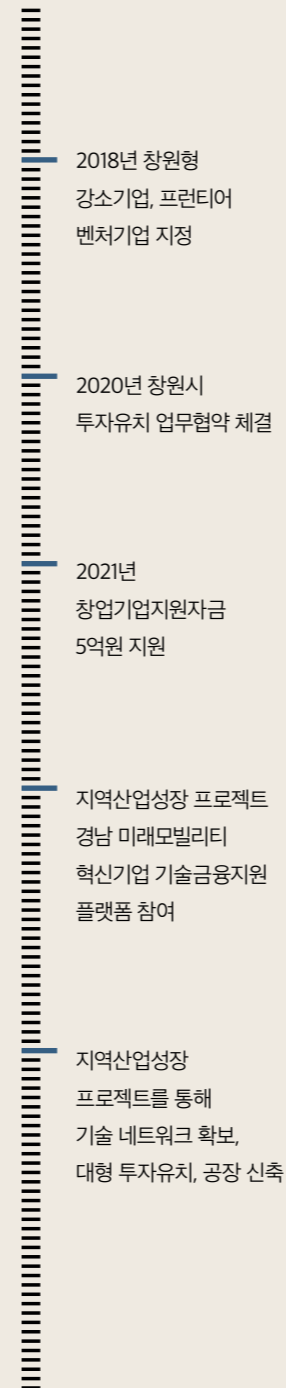 2018년 창원형
강소기업, 프런티어
벤처기업 지정
2020년 창원시
투자유치 업무협약 체결
2021년
창업기업지원자금
5억원 지원
지역산업성장 프로젝트
경남 미래모빌리티
혁신기업 기술금융지원
플랫폼 참여
지역산업성장
프로젝트를 통해
기술 네트워크 확보,
대형 투자유치, 공장 신축